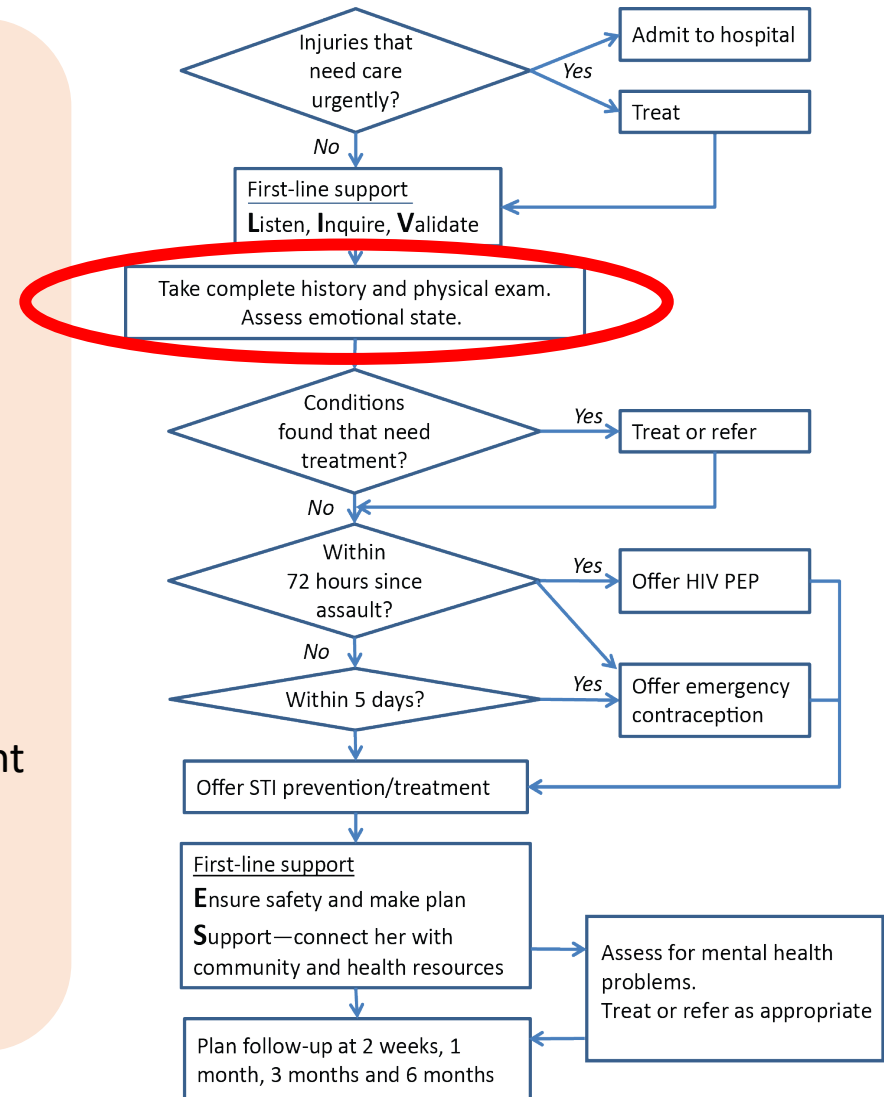 Injuries that
need care
urgently?
Yes
Admit to hospital
Treat
No
First-line support
Listen, Inquire, Validate
Take complete history and physical exam.
Assess emotional state.
Conditions
found that need
treatment?
Yes
Treat or refer
No
Within
72 hours since
assault?
Yes
Offer HIV PEP
No
Within 5 days?
Yes
Offer emergency
contraception
nt
Offer STI prevention/treatment
First-line support
Ensure safety and make plan
Support—connect her with
community and health resources
Assess for mental health
problems.
Treat or refer as appropriate
Plan follow-up at 2 weeks, 1
month, 3 months and 6 months